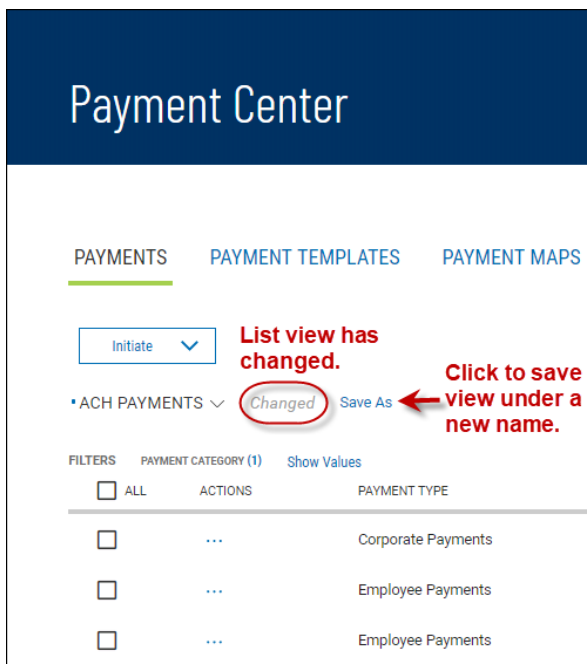 Payment Center
PAYMENTS PAYMENT TEMPLATES PAYMENT MAPS
Initiate
List view has
changed.
ACH PAYMENTS Changed Save As
Click to save
view under a
new name.
FILTERS PAYMENT CATEGORY (1) Show Values
ALL ACTIONS PAYMENT TYPE
... Corporate Payments
... Employee Payments
... Employee Payments